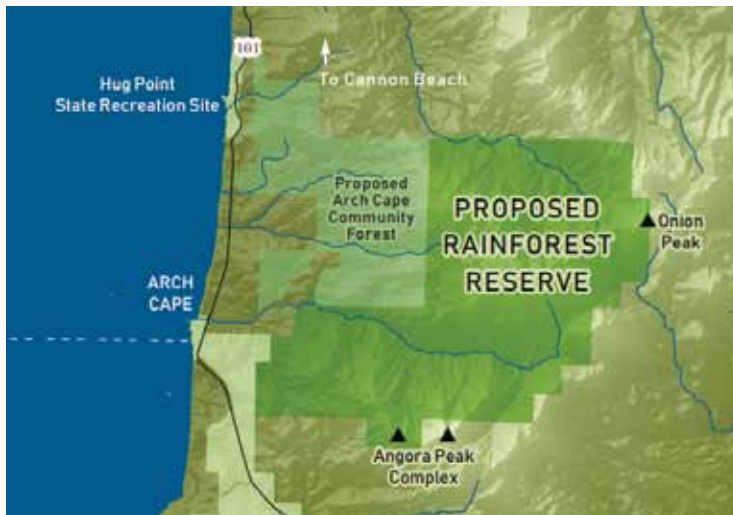 101
To Cannon Beach
Hug Point
State Recreation Site
Proposed
Arch Cape
Community
Forest
PROPOSED
RAINFOREST
RESERVE
Onion
Peak
ARCH
CAPE
Angora Peak
Complex